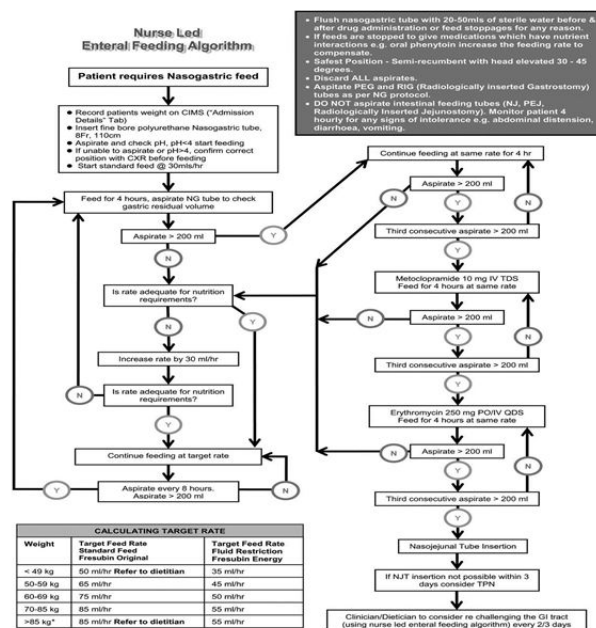 Nurse Led
Enteral Feeding Algorithm
• Flush nasogastric tube with 20-50mls of sterile water before &
after drug administration or feed stoppages for any reason.
• If feeds are stopped to give medications which have nutrient
interactions e.g. oral phenytoin increase the feeding rate to
compensate.
• Safest Position - Semi-recumbent with head elevated 30 - 45
degrees.
• Discard ALL aspirates.
• Aspitate PEG and RIG (Radiologically inserted Gastrostomy)
tubes as per NG protocol.
• DO NOT aspirate intestinal feeding tubes (NJ, PEJ,
Radiologically Inserted Jejunostomy). Monitor patient 4
hourly for any signs of intolerance e.g. abdominal distension,
diarrhoea, vomiting.
Patient requires Nasogastric feed
• Record patients weight on CIMS ("Admission
Details" Tab)
• Insert fine bore polyurethane Nasogastric tube,
8Fr, 110cm
• Aspirate and check pH, pH<4 start feeding
• If unable to aspirate or pH>4, confirm correct
position with CXR before feeding
• Start standard feed @ 30mls/hr
Feed for 4 hours, aspirate NG tube to check
gastric residual volume
Aspirate > 200 ml
Y
N
Is rate adequate for nutrition
requirements?
N
Y
Increase rate by 30 ml/hr
Is rate adequate for nutrition
requirements?
N
Y
Continue feeding at target rate
Aspirate every 8 hours,
Aspirate > 200 ml
Y
N
Continue feeding at same rate for 4 hr
Aspirate > 200 ml
N
Y
N
Third consecutive aspirate > 200 ml
Y
Metoclopramide 10 mg IV TDS
Feed for 4 hours at same rate
Aspirate > 200 ml
N
Y
N
Third consecutive aspirate > 200 ml
Y
Erythromycin 250 mg PO/IV QDS
Feed for 4 hours at same rate
Aspirate > 200 ml
N
Y
N
Third consecutive aspirate > 200 ml
Y
Nasojejunal Tube Insertion
If NJT insertion not possible within 3
days consider TPN
Clinician/Dietician to consider re challenging the GI tract
(using nurse led enteral feeding algorithm) every 2/3 days
CALCULATING TARGET RATE
Weight Target Feed Rate Target Feed Rate
Standard Feed Fluid Restriction
Fresubin Original Fresubin Energy
< 49 kg 50 ml/hr Refer to dietitian 35 ml/hr
50-59 kg 65 ml/hr 45 ml/hr
60-69 kg 75 ml/hr 50 ml/hr
70-85 kg 85 ml/hr 55 ml/hr
>85 kg* 85 ml/hr Refer to dietitian 55 ml/hr